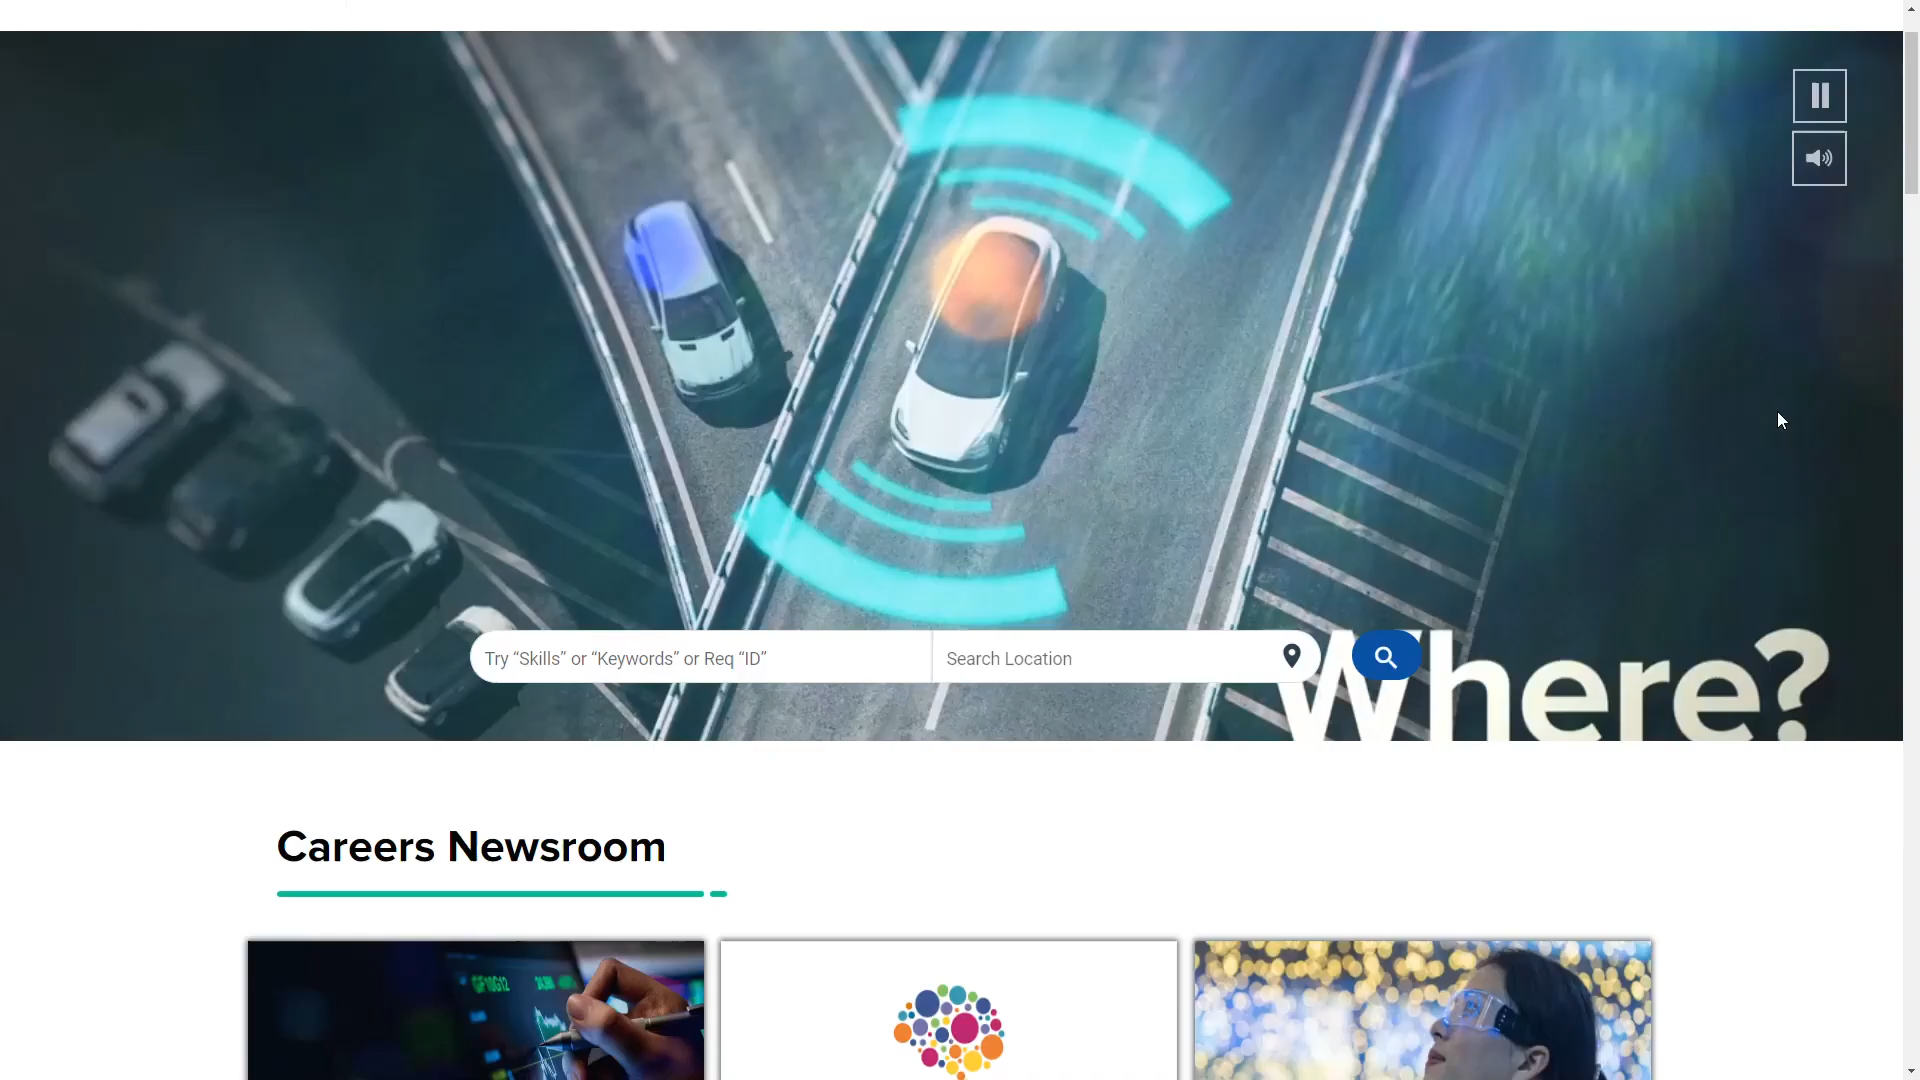 Try “Skills” or “Keywords” or Req “ID”
Search Location
Where?
Careers Newsroom